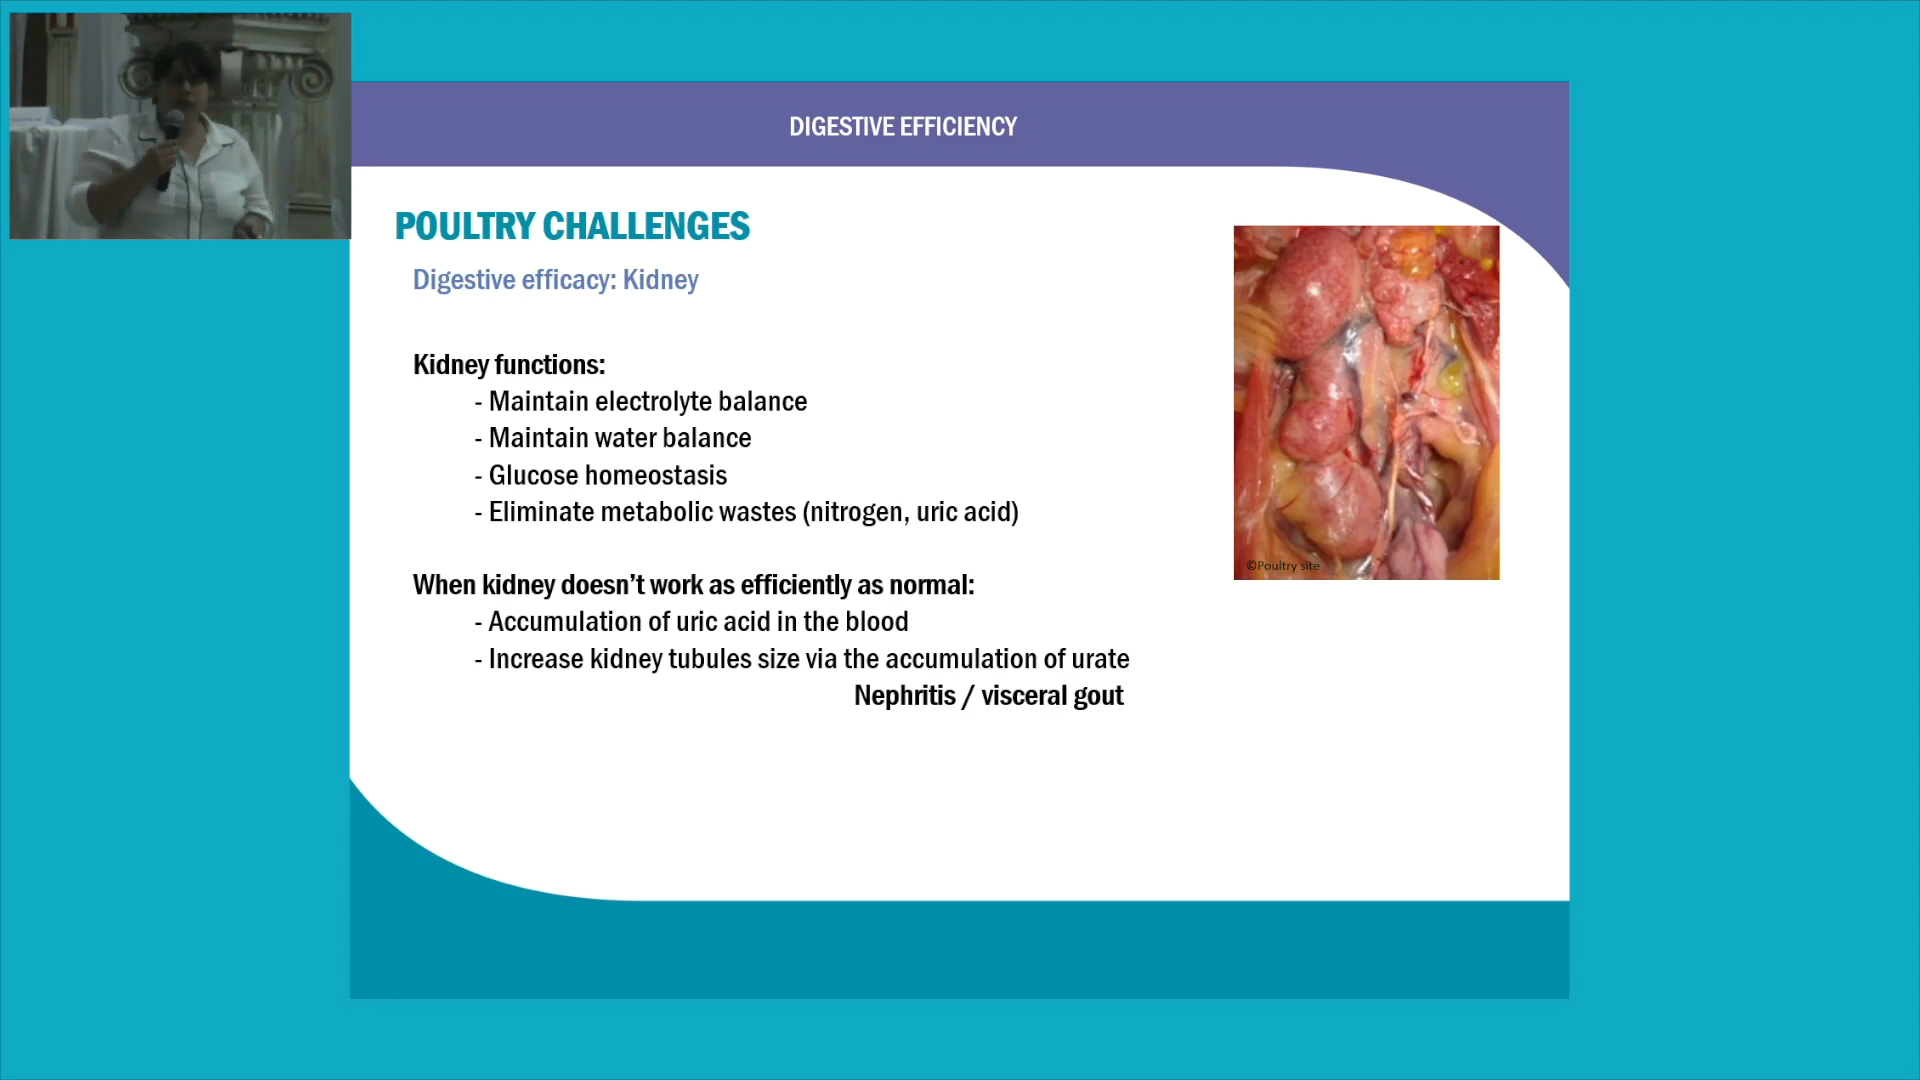 DIGESTIVE EFFICIENCY
POULTRY CHALLENGES
Digestive efficacy: Kidney
Kidney functions:
- Maintain electrolyte balance
- Maintain water balance
- Glucose homeostasis
- Eliminate metabolic wastes (nitrogen, uric acid)
When kidney doesn’t work as efficiently as normal:
- Accumulation of uric acid in the blood
- Increase kidney tubules size via the accumulation of urate
Nephritis / visceral gout
©Poultry site